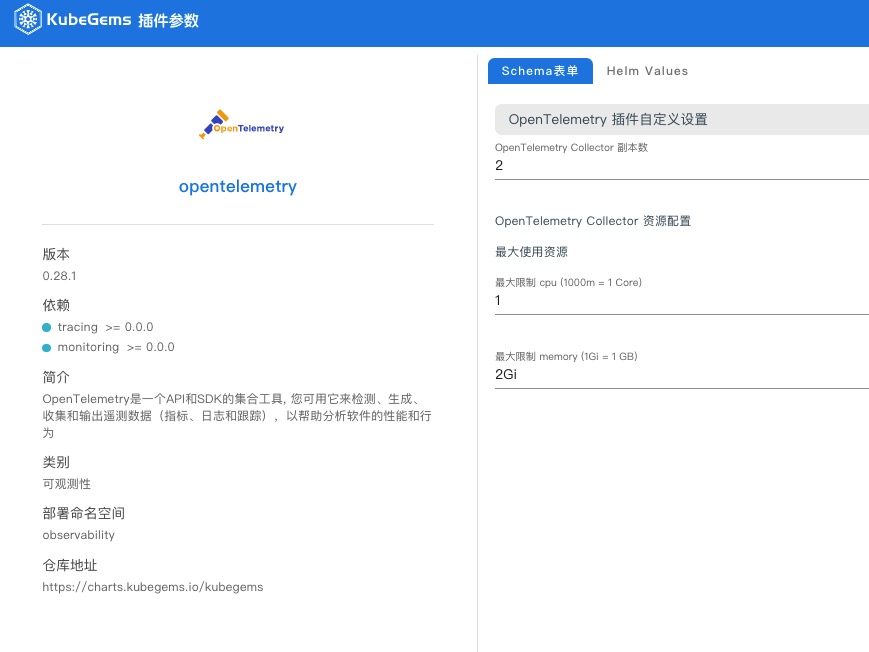 KubeGems 插件参数
OpenTelemetry
opentelemetry
版本
0.28.1
依赖
tracing >= 0.0.0
monitoring >= 0.0.0
简介
OpenTelemetry是一个API和SDK的集合工具, 您可用它来检测、生成、
收集和输出遥测数据（指标、日志和跟踪），以帮助分析软件的性能和行
为
类别
可观测性
部署命名空间
observability
仓库地址
https://charts.kubegems.io/kubegems
Schema表单 Helm Values
OpenTelemetry 插件自定义设置
OpenTelemetry Collector 副本数
2
OpenTelemetry Collector 资源配置
最大使用资源
最大限制 cpu (1000m = 1 Core)
1
最大限制 memory (1Gi = 1 GB)
2Gi